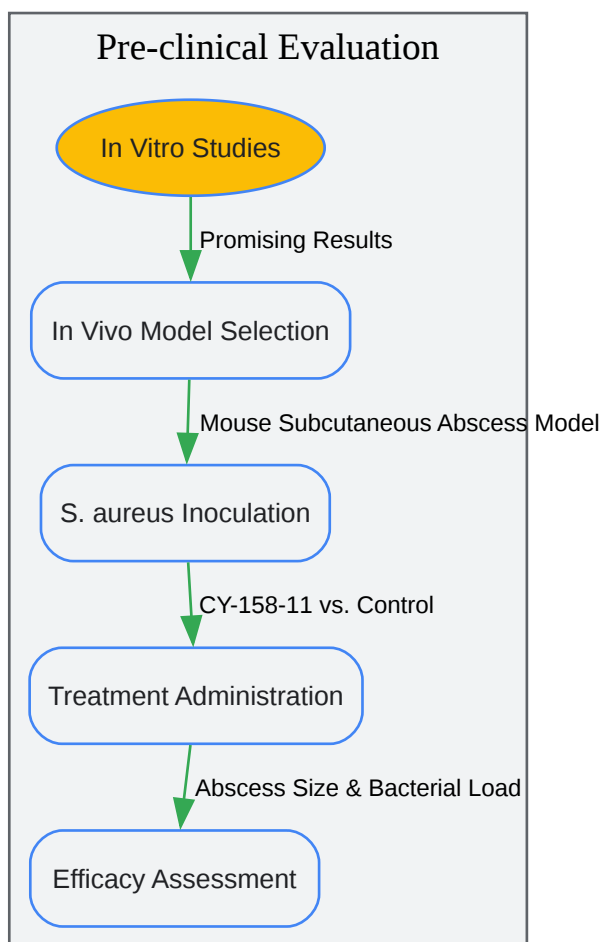 Pre-clinical Evaluation
In Vitro Studies
Promising Results
In Vivo Model Selection
Mouse Subcutaneous Abscess Model
S. aureus Inoculation
CY-158-11 vs. Control
Treatment Administration
Abscess Size & Bacterial Load
Efficacy Assessment